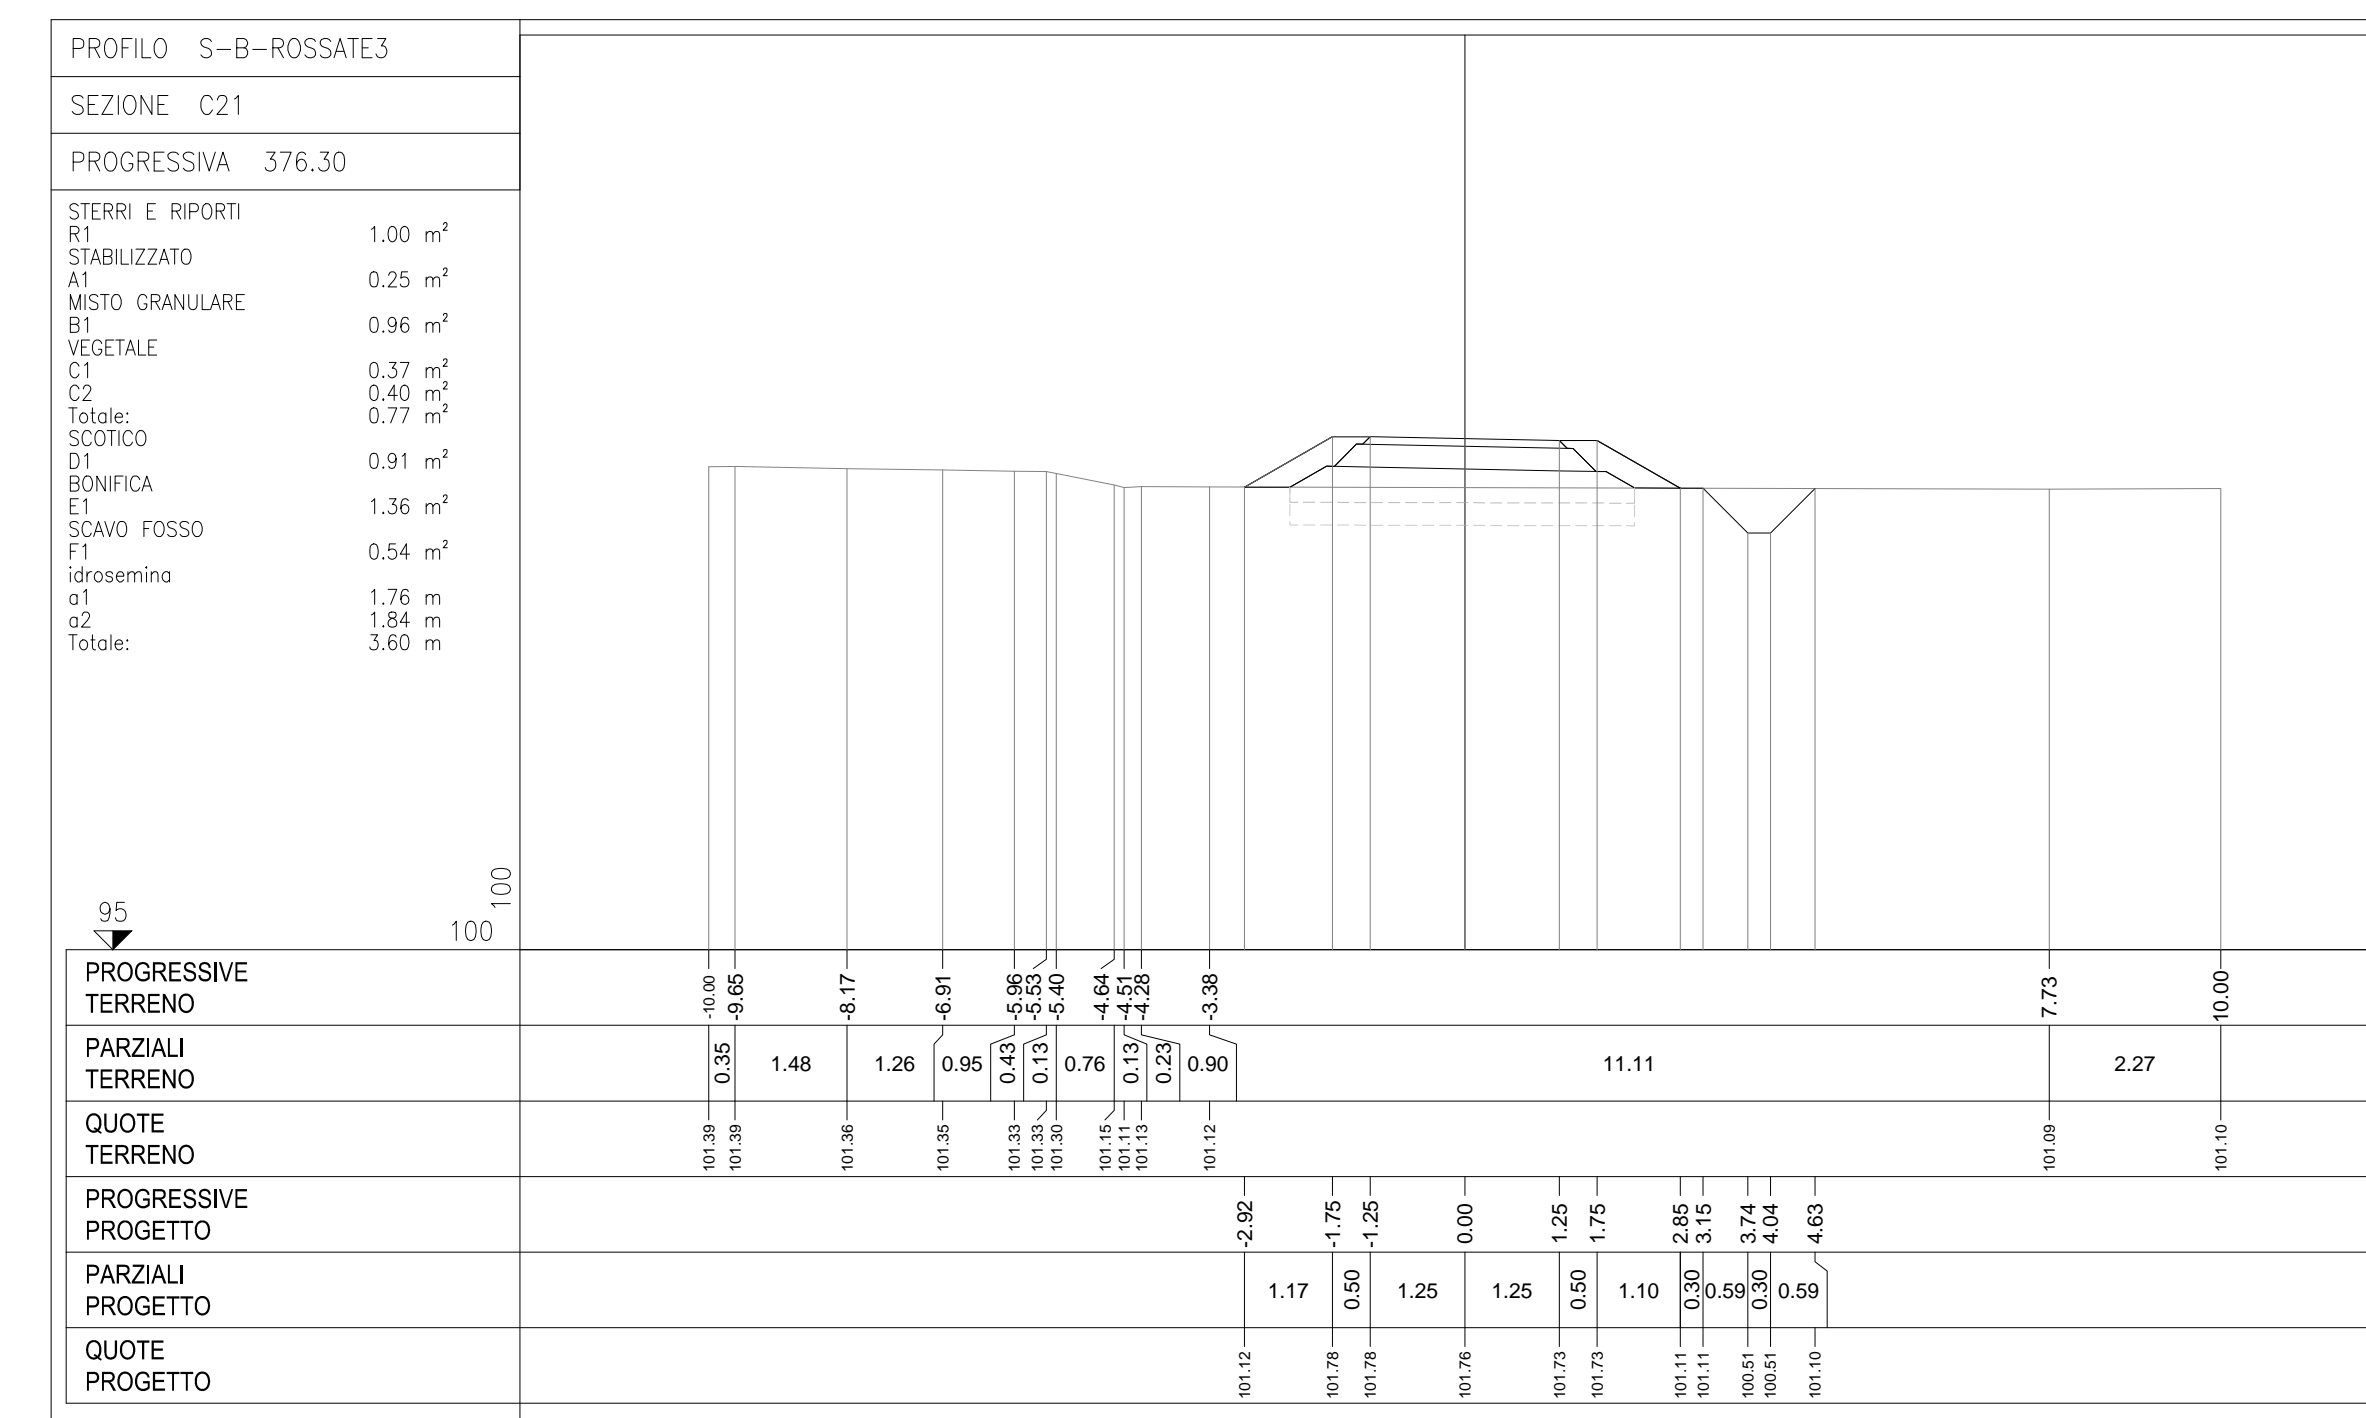 PROFILO S-B-ROSSATE3
SEZIONE C21
PROGRESSIVA 376.30
STERRI E RIPORTI
R1 1.00 m²
STABILIZZATO
A1 0.25 m²
MISTO GRANULARE
B1 0.96 m²
VEGETALE
C1 0.37 m²
C2 0.40 m²
Totale: 0.77 m²
SCOTICO
D1 0.91 m²
BONIFICA
E1 1.36 m²
SCAVO FOSSO
F1 0.54 m²
idrosemina
a1 1.76 m
a2 1.84 m
Totale: 3.60 m
100
95
100
PROGRESSIVE
TERRENO
-10.00 -9.65 -8.17 -6.91 -5.96 -5.53 -5.40 -4.64 -4.51 -4.28 -3.38 7.73 10.00
PARZIALI
TERRENO
0.35 1.48 1.26 0.95 0.43 0.13 0.76 0.13 0.23 0.90 11.11 2.27
QUOTE
TERRENO
101.39 101.39 101.36 101.35 101.33 101.33 101.30 101.15 101.11 101.13 101.12 101.09 101.10
PROGRESSIVE
PROGETTO
-2.92 -1.75 -1.25 0.00 1.25 1.75 2.85 3.15 3.74 4.04 4.63
PARZIALI
PROGETTO
1.17 0.50 1.25 1.25 0.50 1.10 0.30 0.59 0.30 0.59
QUOTE
PROGETTO
101.12 101.78 101.78 101.76 101.73 101.73 101.11 101.11 100.51 100.51 101.10